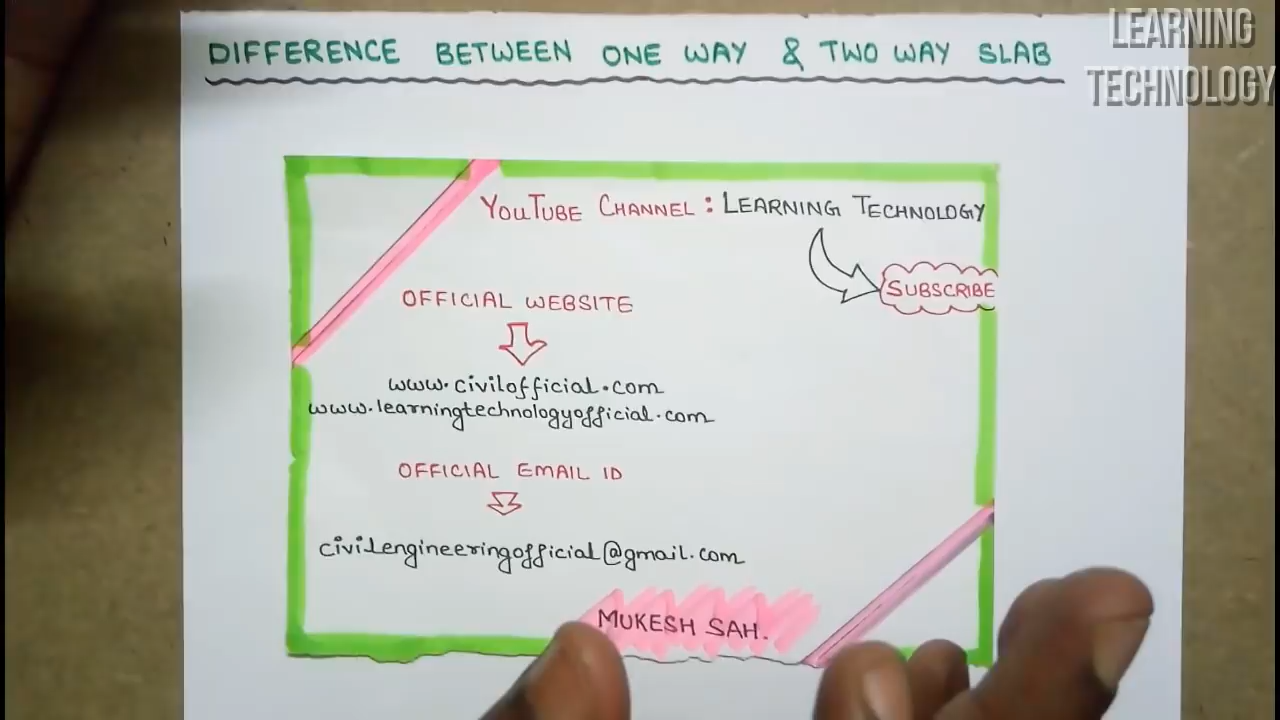 DIFFERENCE BETWEEN ONE WAY & TWO WAY SLAB
LEARNING
TECHNOLOGY
YOUTUBE CHANNEL : LEARNING TECHNOLOGY
SUBSCRIBE
OFFICIAL WEBSITE
www.civilofficial.com
www.learningtechnologyofficial.com
OFFICIAL EMAIL ID
civilengineeringofficial@gmail.com
MUKESH SAH.